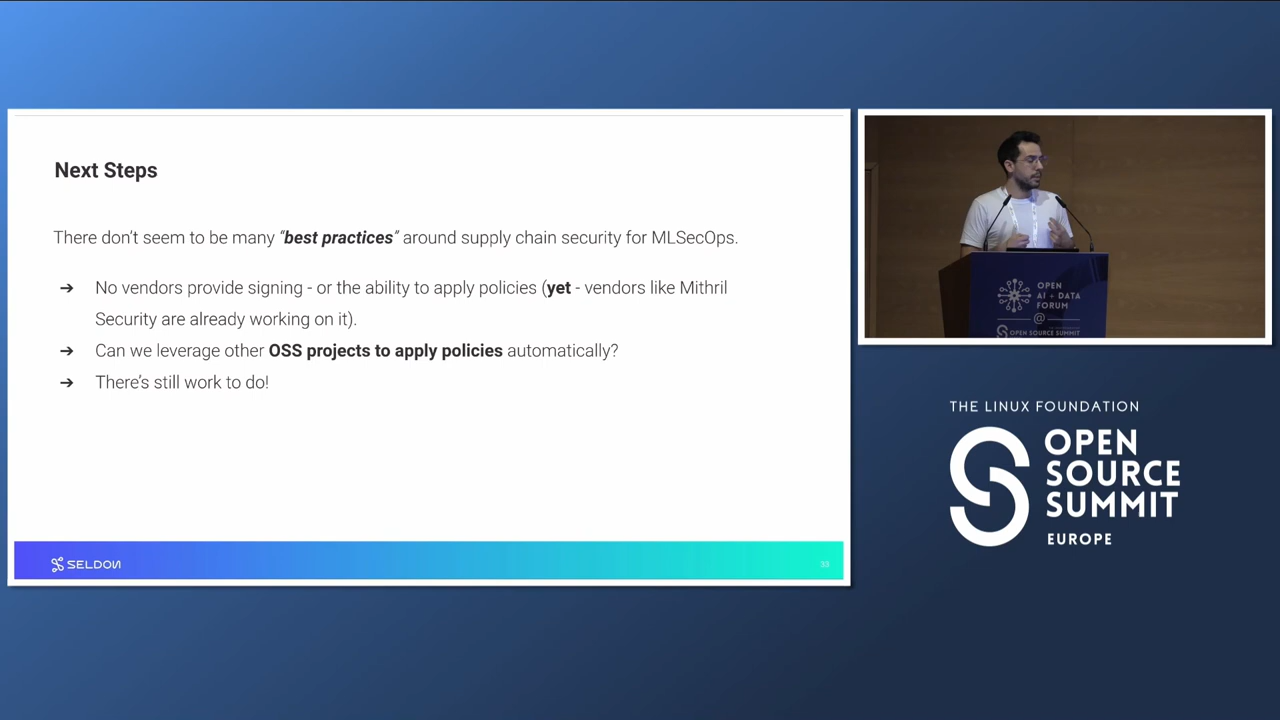 Next Steps
There don’t seem to be many “best practices” around supply chain security for MLSecOps.
➔ No vendors provide signing - or the ability to apply policies (yet - vendors like Mithril
Security are already working on it).
➔ Can we leverage other OSS projects to apply policies automatically?
➔ There’s still work to do!
SELDON
33
OPEN
AI + DATA
FORUM
@
OPEN SOURCE SUMMIT
THE LINUX FOUNDATION
OPEN
SOURCE
SUMMIT
EUROPE